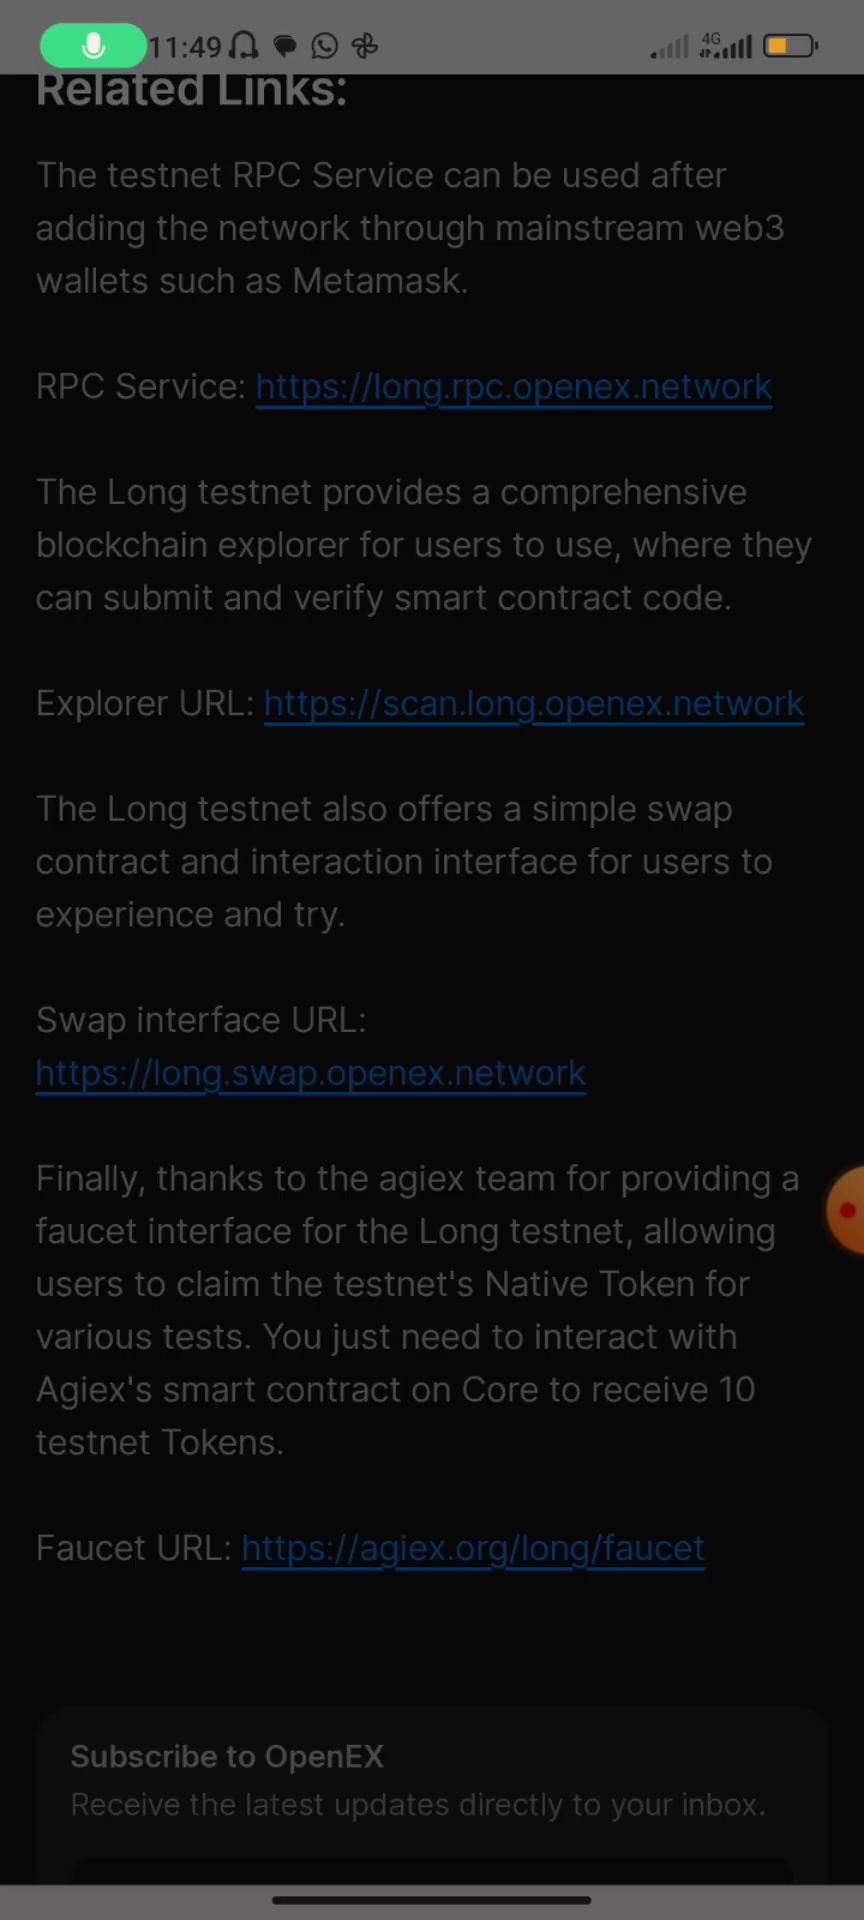 11:49
4G
Related Links:
The testnet RPC Service can be used after
adding the network through mainstream web3
wallets such as Metamask.
RPC Service: https://long.rpc.openex.network
The Long testnet provides a comprehensive
blockchain explorer for users to use, where they
can submit and verify smart contract code.
Explorer URL: https://scan.long.openex.network
The Long testnet also offers a simple swap
contract and interaction interface for users to
experience and try.
Swap interface URL:
https://long.swap.openex.network
Finally, thanks to the agiex team for providing a
faucet interface for the Long testnet, allowing
users to claim the testnet's Native Token for
various tests. You just need to interact with
Agiex's smart contract on Core to receive 10
testnet Tokens.
Faucet URL: https://agiex.org/long/faucet
Subscribe to OpenEX
Receive the latest updates directly to your inbox.